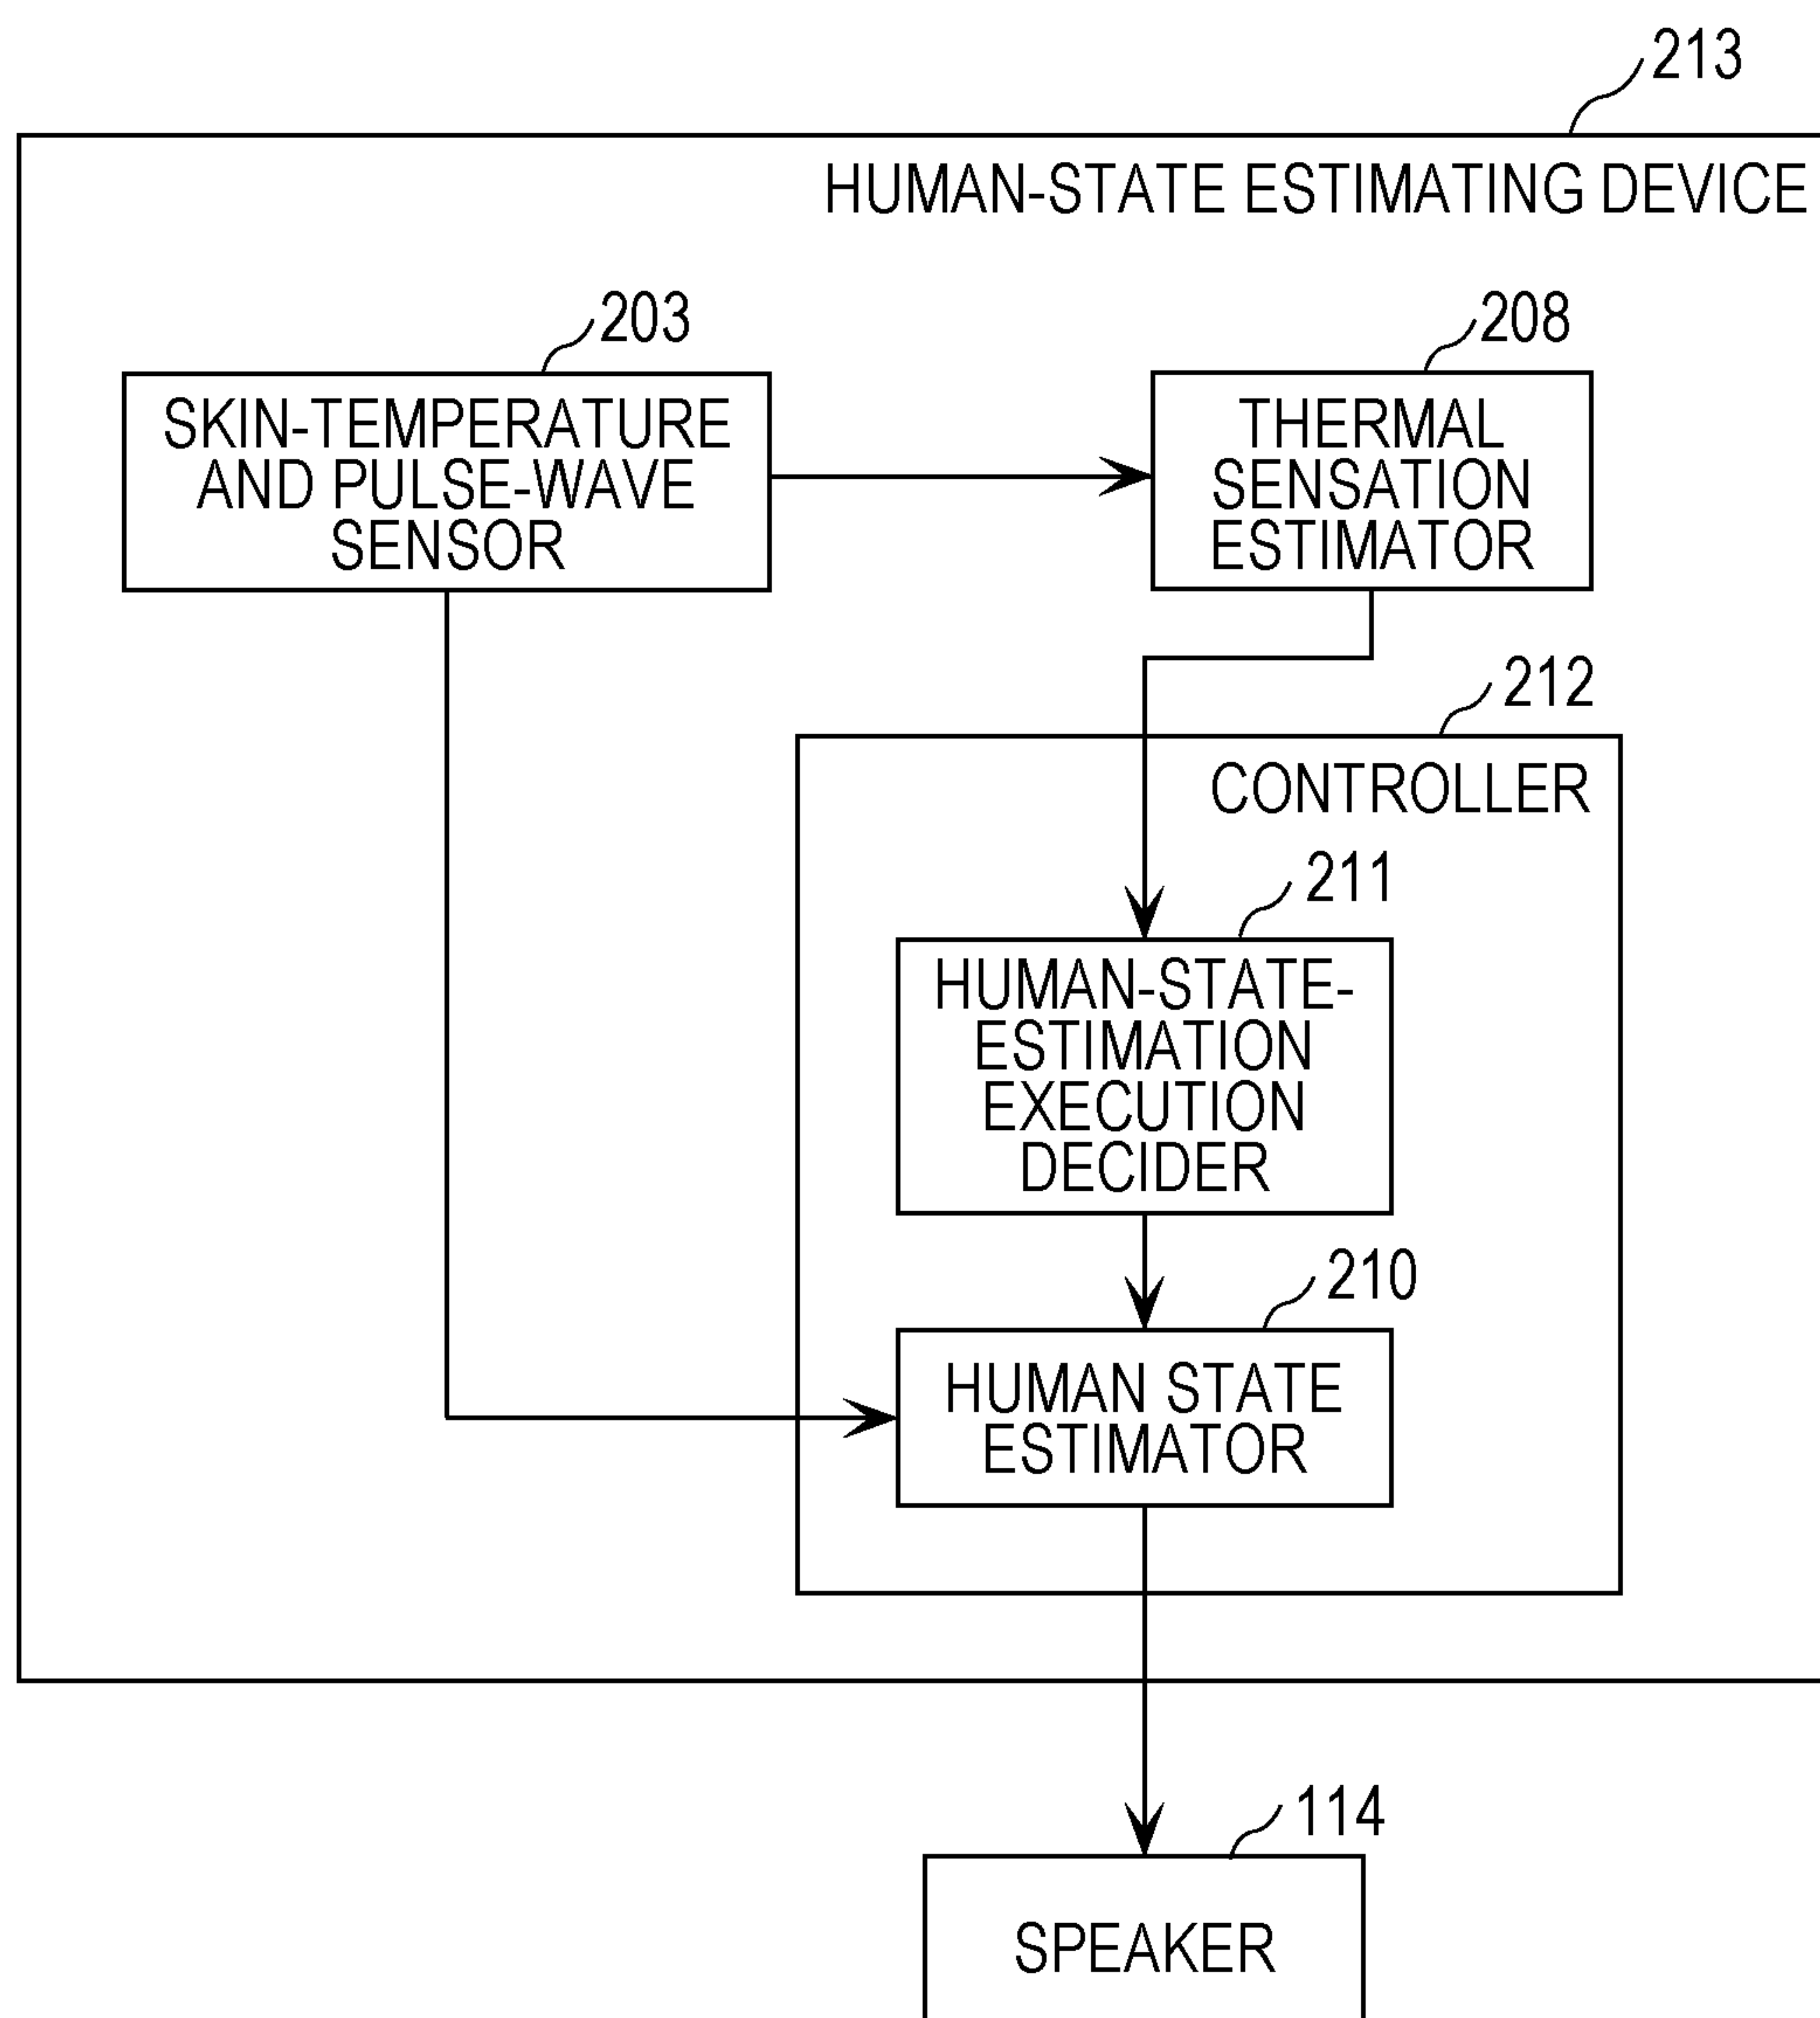 213
HUMAN-STATE ESTIMATING DEVICE
203
SKIN-TEMPERATURE
AND PULSE-WAVE
SENSOR
208
THERMAL
SENSATION
ESTIMATOR
212
CONTROLLER
211
HUMAN-STATE-
ESTIMATION
EXECUTION
DECIDER
210
HUMAN STATE
ESTIMATOR
114
SPEAKER